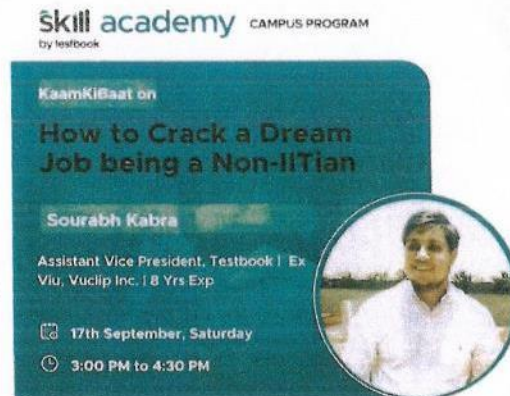 Skill academy CAMPUS PROGRAM
by testbook
KaamKiBaat on
How to Crack a Dream
Job being a Non-IITian
Sourabh Kabra
Assistant Vice President, Testbook | Ex
Viu, Vuclip Inc. | 8 Yrs Exp
17th September, Saturday
3:00 PM to 4:30 PM